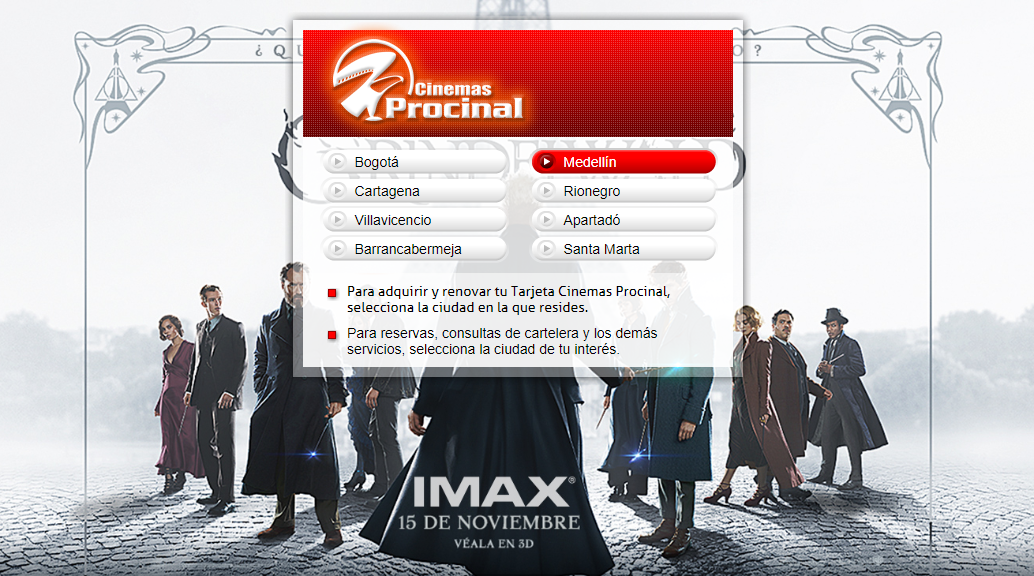 Cinemas
Procinal
Bogotá
Medellín
Cartagena
Rionegro
Villavicencio
Apartadó
Barrancabermeja
Santa Marta
Para adquirir y renovar tu Tarjeta Cinemas Procinal,
selecciona la ciudad en la que resides.
Para reservas, consultas de cartelera y los demás
servicios, selecciona la ciudad de tu interés.
IMAX®
15 DE NOVIEMBRE
VÉALA EN 3D